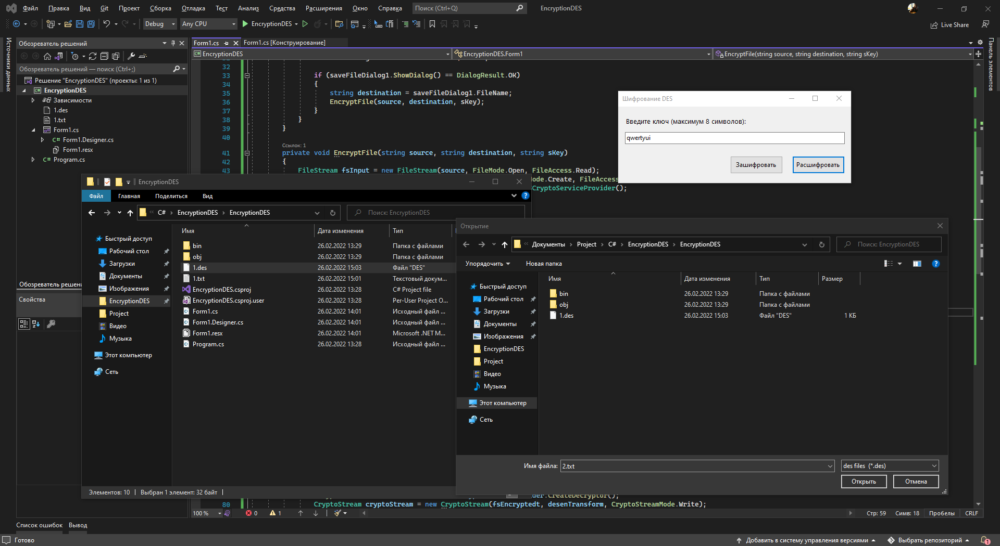 Файл Правка Вид Git Проект Сборка Отладка Тест Анализ Средства Расширения Окно Справка Поиск (Ctrl+Q) EncryptionDES
Debug Any CPU EncryptionDES Live Share
Источники данных
Обозреватель решений
Обозреватель решений — поиск (Ctrl+;)
Решение "EncryptionDES" (проекты: 1 из 1)
EncryptionDES
Зависимости
1.des
1.txt
Form1.cs
Form1.Designer.cs
Form1.resx
Program.cs
Обозреватель решени
Свойства
Form1.cs Form1.cs [Конструирование]
EncryptionDES EncryptionDES.Form1 EncryptFile(string source, string destination, string sKey)
Панель элементов
32
33 if (saveFileDialog1.ShowDialog() == DialogResult.OK)
34 {
35 string destination = saveFileDialog1.FileName;
36 EncryptFile(source, destination, sKey);
37 }
38 }
39 }
40
Ссылок: 1
41 private void EncryptFile(string source, string destination, string sKey)
42 {
43 FileStream fsInput = new FileStream(source, FileMode.Open, FileAccess.Read);
ode.Create, FileAccess
CryptoServiceProvider();
Шифрование DES
Введите ключ (максимум 8 символов):
qwertyui
Зашифровать Расшифровать
EncryptionDES
Файл Главная Поделиться Вид
C# › EncryptionDES › EncryptionDES Поиск: EncryptionDES
Быстрый доступ
Рабочий стол
Загрузки
Документы
Изображения
EncryptionDES
Project
Видео
Музыка
Этот компьютер
Сеть
Имя Дата изменения Тип
bin 26.02.2022 13:29 Папка с файлами
obj 26.02.2022 13:29 Папка с файлами
1.des 26.02.2022 15:03 Файл "DES"
1.txt 26.02.2022 15:01 Текстовый докум...
EncryptionDES.csproj 26.02.2022 13:28 C# Project file
EncryptionDES.csproj.user 26.02.2022 13:28 Per-User Project O...
Form1.cs 26.02.2022 14:01 Исходный файл ...
Form1.Designer.cs 26.02.2022 14:01 Исходный файл ...
Form1.resx 26.02.2022 14:01 Microsoft .NET M...
Program.cs 26.02.2022 13:28 Исходный файл ...
Элементов: 10 Выбран 1 элемент: 32 байт
Открытие
Документы › Project › C# › EncryptionDES › EncryptionDES Поиск: EncryptionDES
Упорядочить Новая папка
Быстрый доступ
Рабочий стол
Загрузки
Документы
Изображения
EncryptionDES
Project
Видео
Музыка
Этот компьютер
Сеть
Имя Дата изменения Тип Размер
bin 26.02.2022 13:29 Папка с файлами
obj 26.02.2022 13:29 Папка с файлами
1.des 26.02.2022 15:03 Файл "DES" 1 КБ
Имя файла: 2.txt des files (*.des)
Открыть Отмена
der.CreateDecryptor();
80 CryptoStream cryptoStream = new CryptoStream(fsEncryptedt, desenTransform, CryptoStreamMode.Write);
100 % 0 1 Стр: 59 Симв: 18 Пробелы CRLF
Список ошибок Вывод
Готово Добавить в систему управления версиями Выбрать репозиторий 1